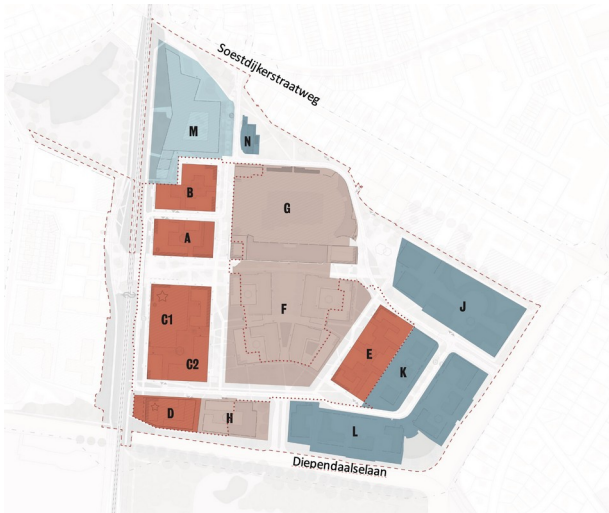 Soestdijkerstraatweg
M
N
B
G
A
J
C1
F
E
K
C2
D
H
L
Diependaalselaan